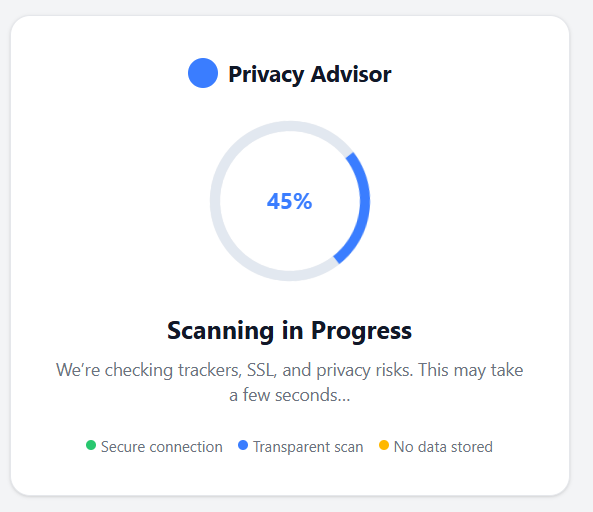 Privacy Advisor
45%
Scanning in Progress
We’re checking trackers, SSL, and privacy risks. This may take
a few seconds…
Secure connection Transparent scan No data stored